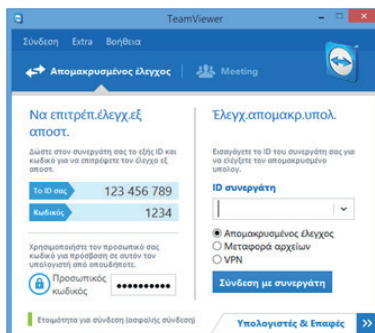 TeamViewer
Σύνδεση Extra Βοήθεια
Απομακρυσμένος έλεγχος Meeting
Να επιτρέπ.έλεγχ.εξ
αποστ.
Δώστε στον συνεργάτη σας το εξής ID και
κωδικό για να επιτρέψετε τον έλεγχο εξ
αποστ.
Το ID σας 123 456 789
Κωδικός 1234
Χρησιμοποιήστε τον προσωπικό σας
κωδικό για πρόσβαση σε αυτόν τον
υπολογιστή από οπουδήποτε.
Προσωπικός
κωδικός
Ετοιμότητα για σύνδεση (ασφαλής σύνδεση)
Έλεγχ.απομακρ.υπολ.
Εισαγάγετε το ID του συνεργάτη σας για
να ελέγξετε τον απομακρυσμένο
υπολογ.
ID συνεργάτη
Απομακρυσμένος έλεγχος
Μεταφορά αρχείων
VPN
Σύνδεση με συνεργάτη
Υπολογιστές & Επαφές